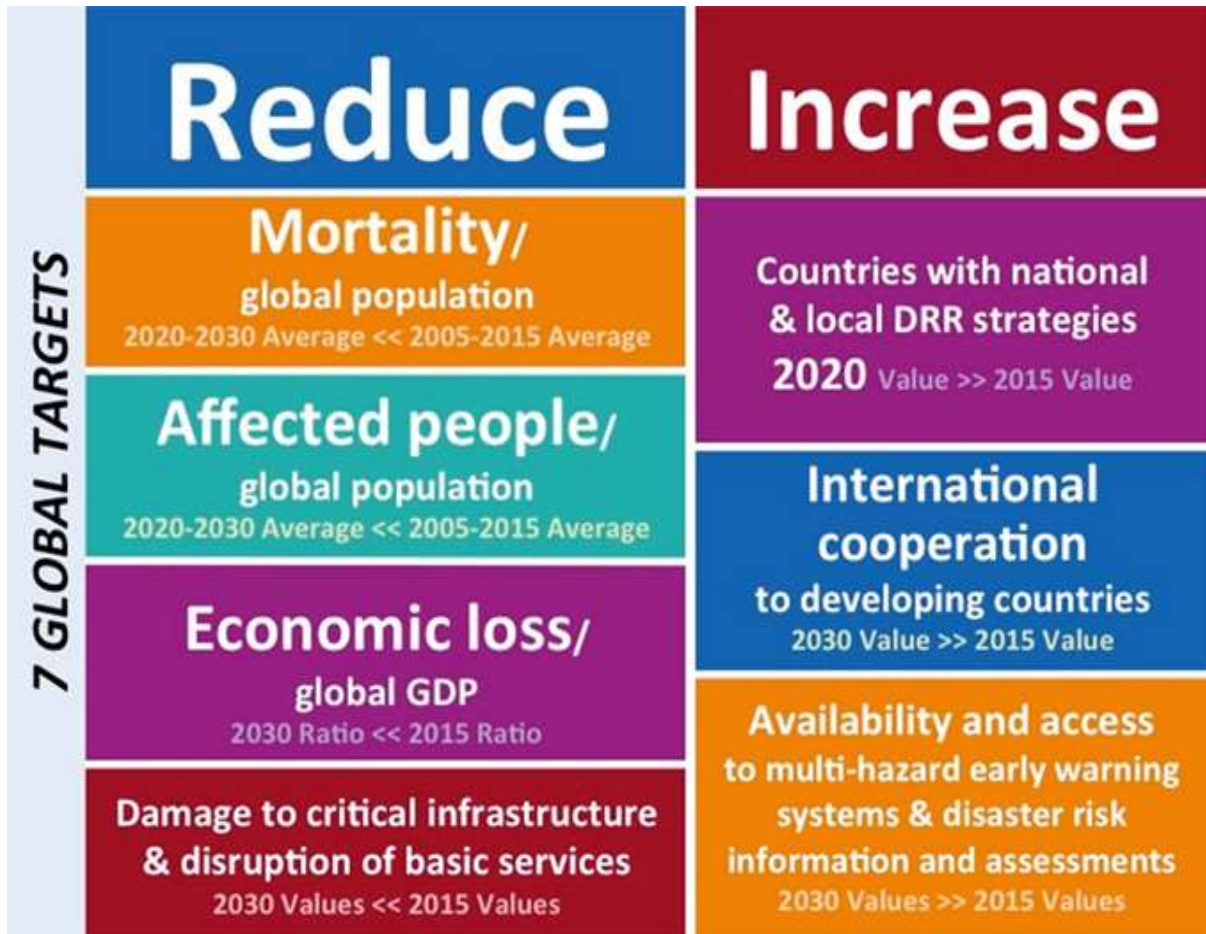 7 GLOBAL TARGETS
Reduce
Mortality/
global population
2020-2030 Average << 2005-2015 Average
Affected people/
global population
2020-2030 Average << 2005-2015 Average
Economic loss/
global GDP
2030 Ratio << 2015 Ratio
Damage to critical infrastructure
& disruption of basic services
2030 Values << 2015 Values
Increase
Countries with national
& local DRR strategies
2020 Value >> 2015 Value
International
cooperation
to developing countries
2030 Value >> 2015 Value
Availability and access
to multi-hazard early warning
systems & disaster risk
information and assessments
2030 Values >> 2015 Values